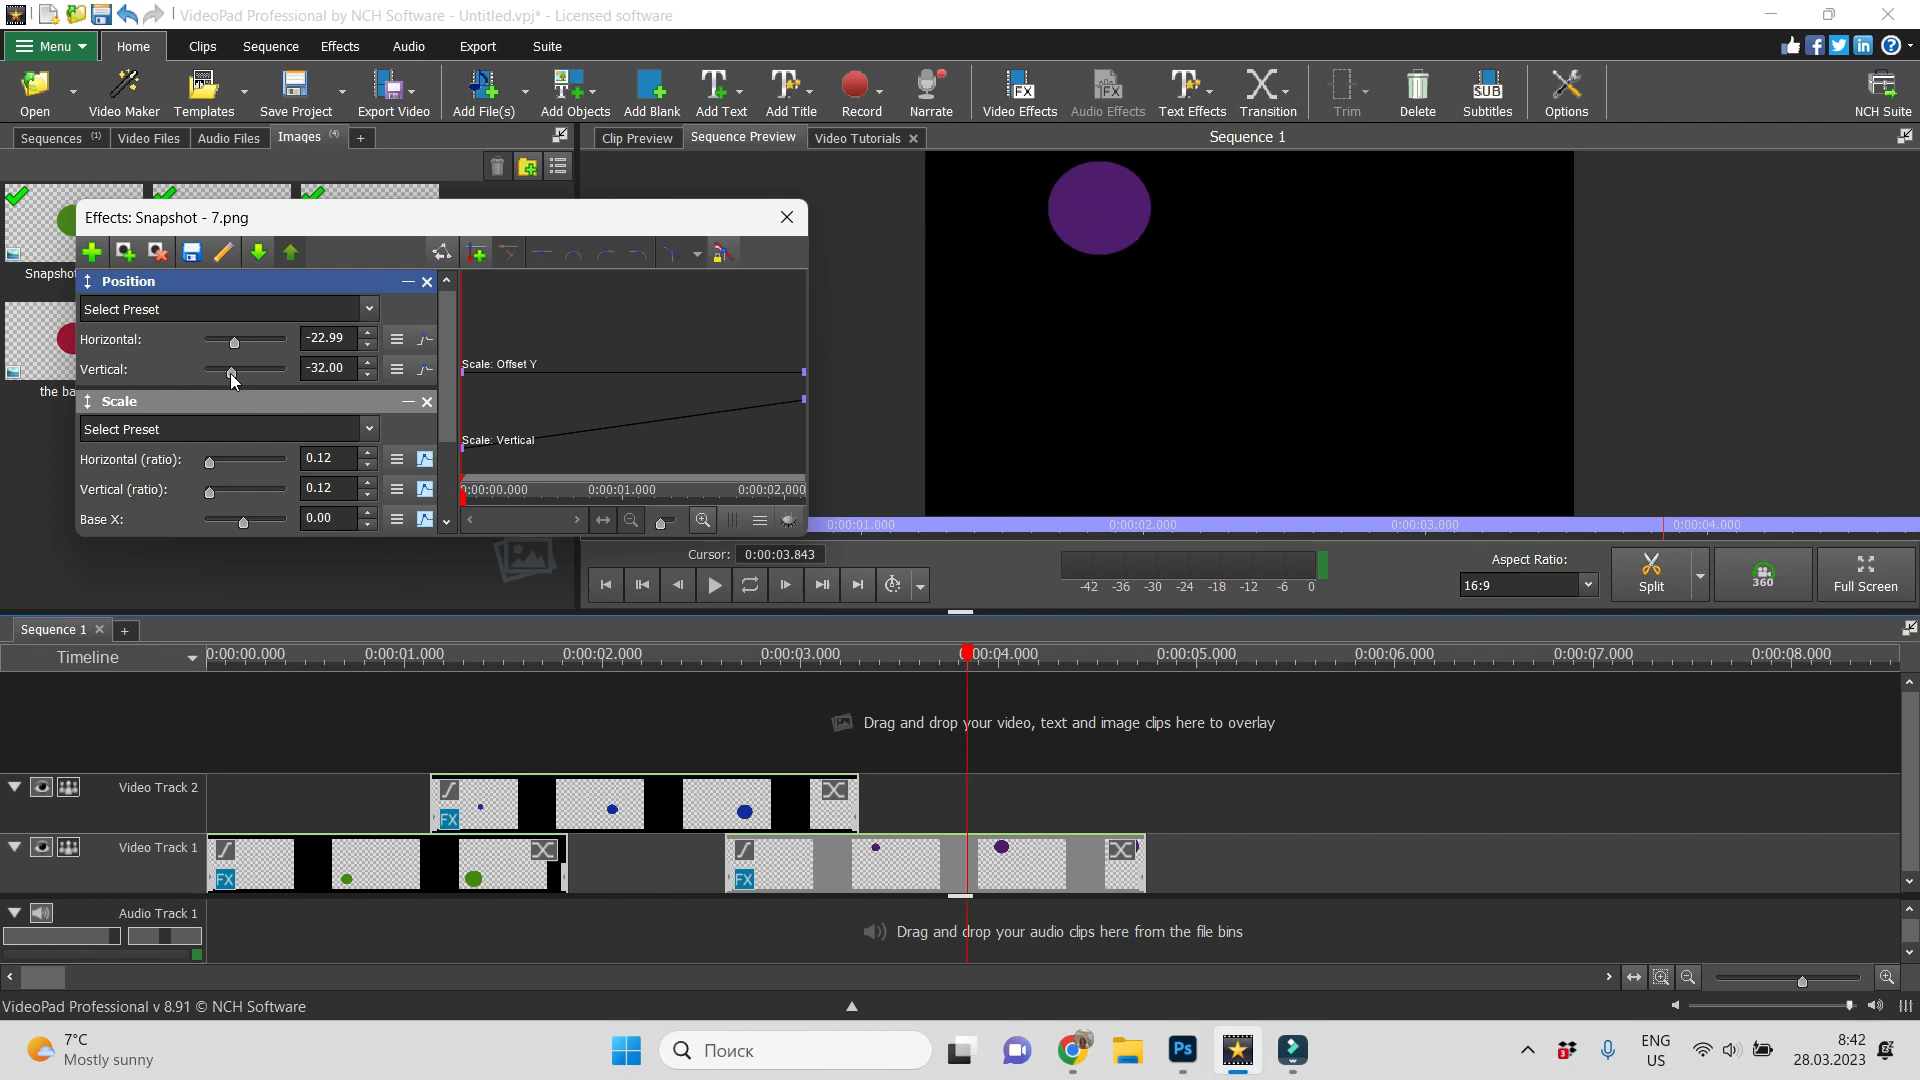 VideoPad Professional by NCH Software - Untitled.vpj* - Licensed software
Menu Home Clips Sequence Effects Audio Export Suite
Open Video Maker Templates Save Project Export Video Add File(s) Add Objects Add Blank Add Text Add Title Record Narrate Video Effects Audio Effects Text Effects Transition Trim Delete Subtitles Options NCH Suite
Sequences (1) Video Files Audio Files Images (4) +
Clip Preview Sequence Preview Video Tutorials Sequence 1
Effects: Snapshot - 7.png
Snapshot
Position
Select Preset
Horizontal: -22.99
Vertical: -32.00
the ba
Scale
Select Preset
Horizontal (ratio): 0.12
Vertical (ratio): 0.12
Base X: 0.00
Scale: Offset Y
Scale: Vertical
0:00:00.000 0:00:01.000 0:00:02.000
0:00:01.000 0:00:02.000 0:00:03.000 0:00:04.000
Cursor: 0:00:03.843
-42 -36 -30 -24 -18 -12 -6 0
Aspect Ratio:
16:9
Split 360 Full Screen
Sequence 1 +
Timeline 0:00:00.000 0:00:01.000 0:00:02.000 0:00:03.000 0:00:04.000 0:00:05.000 0:00:06.000 0:00:07.000 0:00:08.000
Drag and drop your video, text and image clips here to overlay
Video Track 2
FX
Video Track 1
FX FX
Audio Track 1
Drag and drop your audio clips here from the file bins
VideoPad Professional v 8.91 © NCH Software
7°C
Mostly sunny
Поиск
Ps
3
ENG
US
8:42
28.03.2023